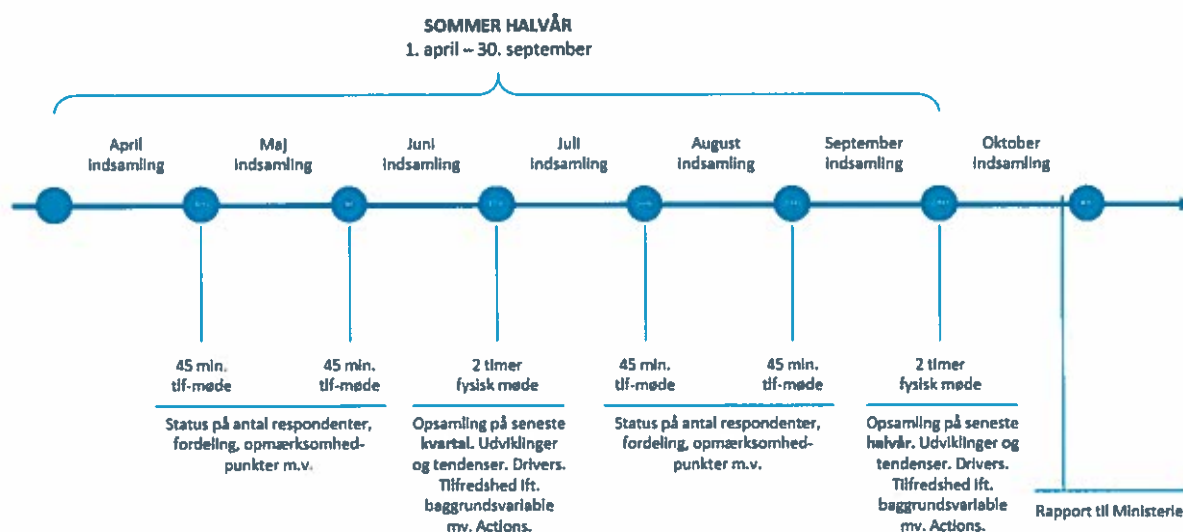 SOMMER HALVÅR
1. april – 30. september
April
indsamling
Maj
indsamling
Juni
indsamling
Juli
indsamling
August
indsamling
September
indsamling
Oktober
indsamling
45 min.
tlf-møde
45 min.
tlf-møde
Status på antal respondenter,
fordeling, opmærksomhed-
punkter m.v.
2 timer
fysisk møde
Opsamling på seneste
kvartal. Udviklinger
og tendenser. Drivers.
Tilfredshed ift.
baggrundsvariable
mv. Actions.
45 min.
tlf-møde
45 min.
tlf-møde
Status på antal respondenter,
fordeling, opmærksomhed-
punkter m.v.
2 timer
fysisk møde
Opsamling på seneste
halvår. Udviklinger og
tendenser. Drivers.
Tilfredshed ift.
baggrundsvariable
mv. Actions.
Rapport til Ministerie